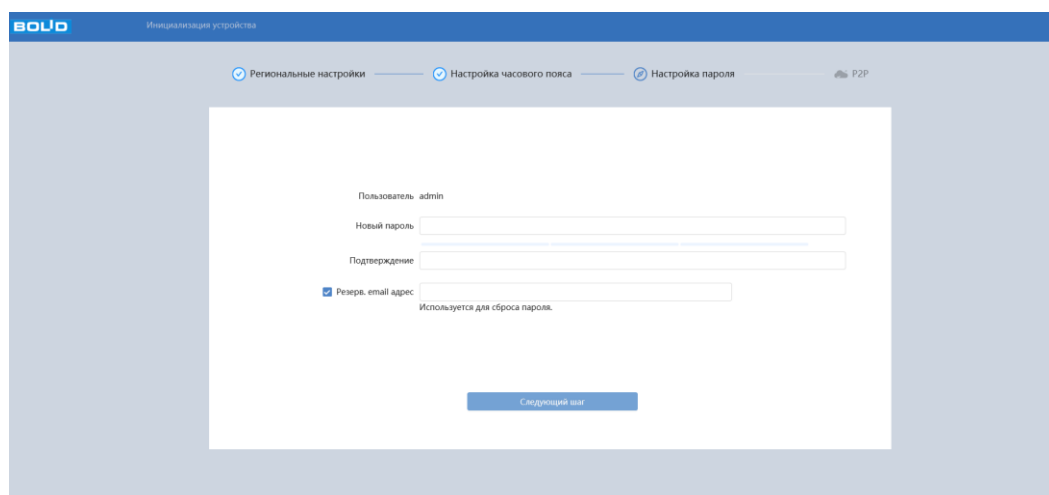 BOLID Инициализация устройства
Региональные настройки Настройка часового пояса Настройка пароля P2P
Пользователь admin
Новый пароль
Подтверждение
Резерв. email адрес
Используется для сброса пароля.
Следующий шаг